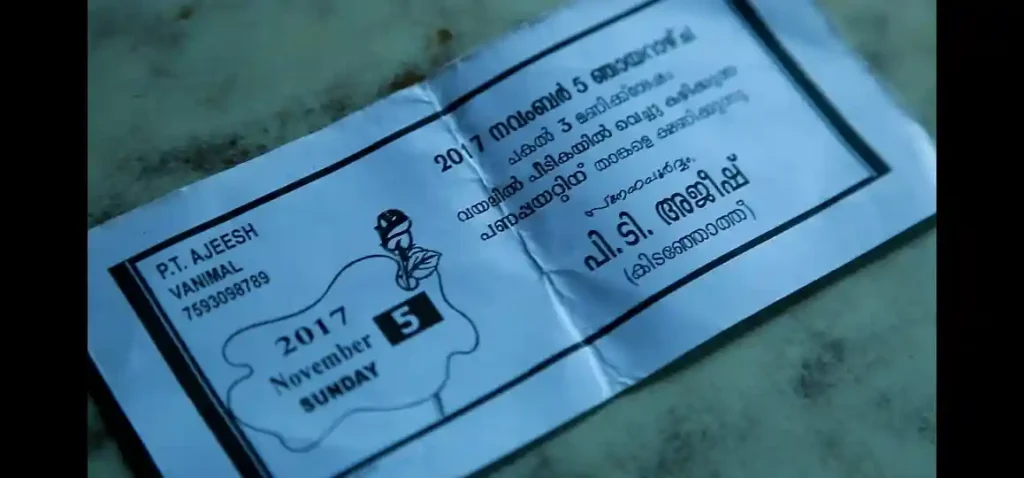 P.T. AJEESH
VANIMAL
7593098789
2017
November 5
SUNDAY
2017 നവംബർ 5 ഞായറാഴ്ച
പകൽ 3 മണിക്ക്ശേഷം
വയലിൽ പീടികയിൽ വെച്ചു കഴിക്കുന്ന
പണപ്പയറ്റിന് താങ്കളെ ക്ഷണിക്കുന്നു.
സ്നേഹപൂർവ്വം,
പി.ടി. അജീഷ്
(കിടഞ്ഞോത്ത്)